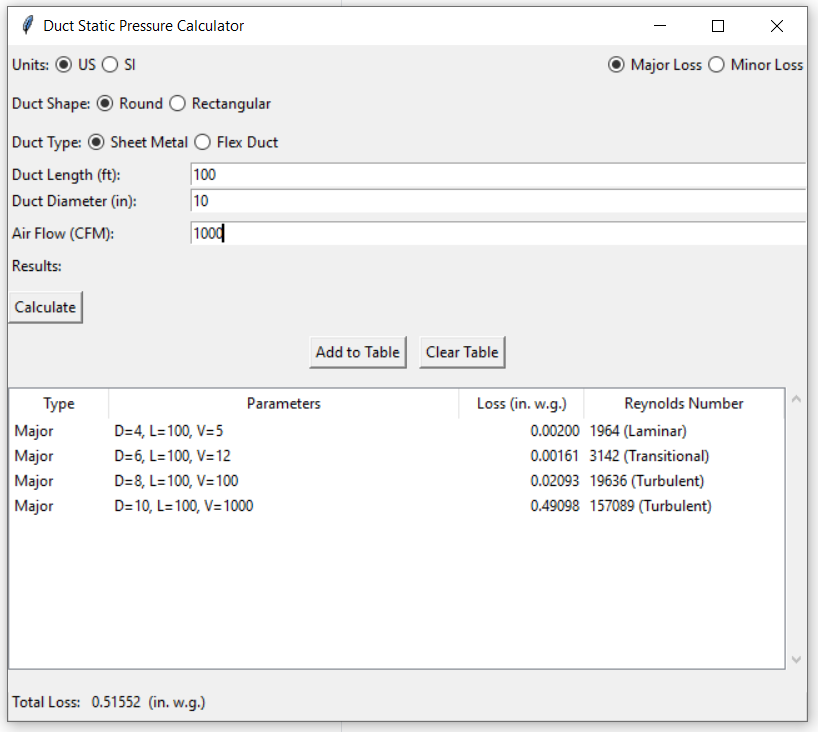 Duct Static Pressure Calculator
Units: US SI Major Loss Minor Loss
Duct Shape: Round Rectangular
Duct Type: Sheet Metal Flex Duct
Duct Length (ft): 100
Duct Diameter (in): 10
Air Flow (CFM): 1000
Results:
Calculate
Add to Table Clear Table
Type Parameters Loss (in. w.g.) Reynolds Number
Major D=4, L=100, V=5 0.00200 1964 (Laminar)
Major D=6, L=100, V=12 0.00161 3142 (Transitional)
Major D=8, L=100, V=100 0.02093 19636 (Turbulent)
Major D=10, L=100, V=1000 0.49098 157089 (Turbulent)
Total Loss: 0.51552 (in. w.g.)